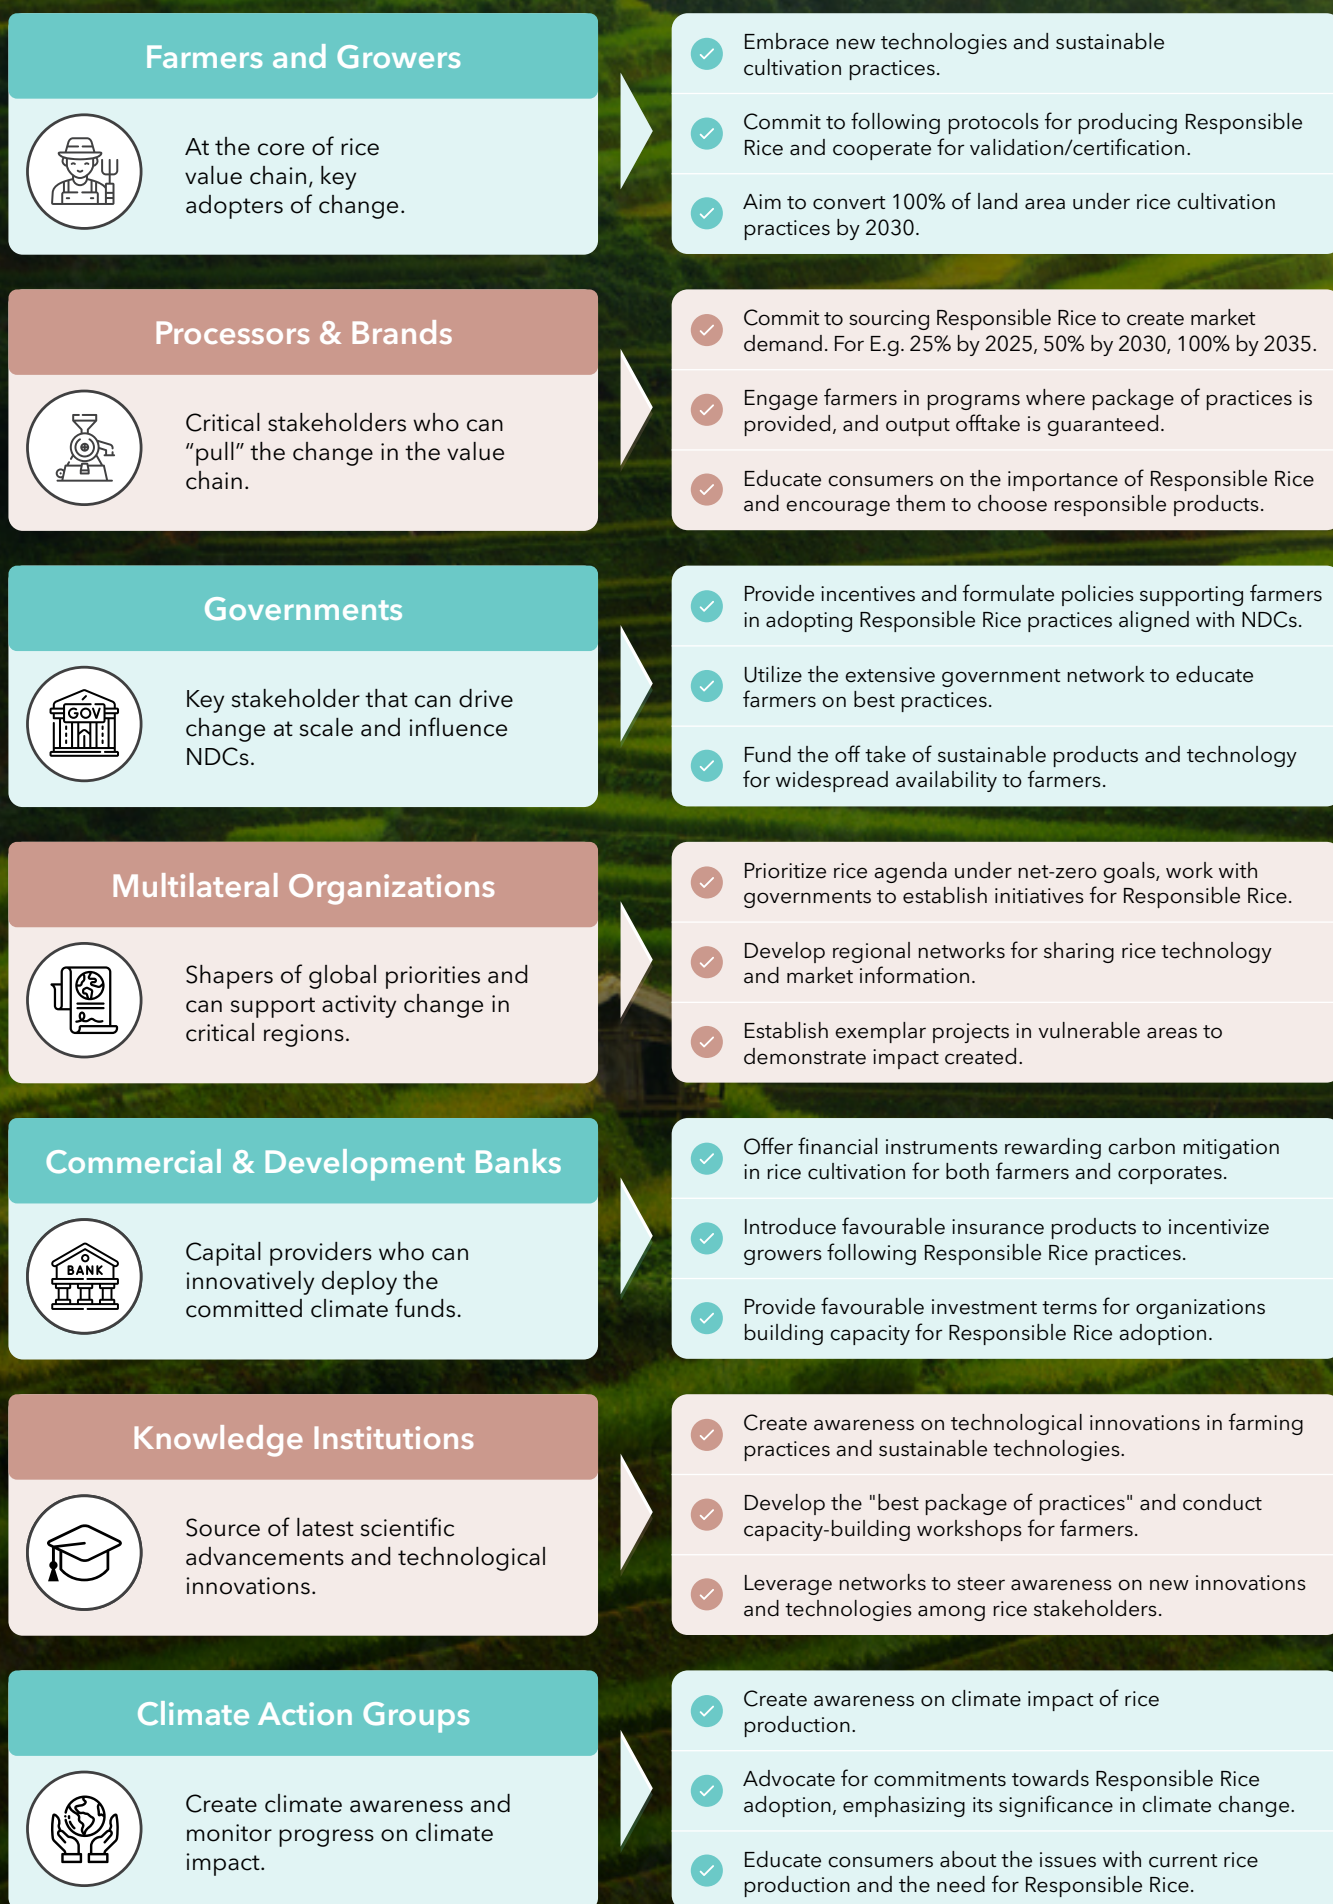 Farmers and Growers
At the core of rice
value chain, key
adopters of change.
Embrace new technologies and sustainable
cultivation practices.
Commit to following protocols for producing Responsible
Rice and cooperate for validation/certification.
Aim to convert 100% of land area under rice cultivation
practices by 2030.
Processors & Brands
Critical stakeholders who can
“pull” the change in the value
chain.
Commit to sourcing Responsible Rice to create market
demand. For E.g. 25% by 2025, 50% by 2030, 100% by 2035.
Engage farmers in programs where package of practices is
provided, and output offtake is guaranteed.
Educate consumers on the importance of Responsible Rice
and encourage them to choose responsible products.
Governments
GOV
Key stakeholder that can drive
change at scale and influence
NDCs.
Provide incentives and formulate policies supporting farmers
in adopting Responsible Rice practices aligned with NDCs.
Utilize the extensive government network to educate
farmers on best practices.
Fund the off take of sustainable products and technology
for widespread availability to farmers.
Multilateral Organizations
Shapers of global priorities and
can support activity change in
critical regions.
Prioritize rice agenda under net-zero goals, work with
governments to establish initiatives for Responsible Rice.
Develop regional networks for sharing rice technology
and market information.
Establish exemplar projects in vulnerable areas to
demonstrate impact created.
Commercial & Development Banks
BANK
Capital providers who can
innovatively deploy the
committed climate funds.
Offer financial instruments rewarding carbon mitigation
in rice cultivation for both farmers and corporates.
Introduce favourable insurance products to incentivize
growers following Responsible Rice practices.
Provide favourable investment terms for organizations
building capacity for Responsible Rice adoption.
Knowledge Institutions
Source of latest scientific
advancements and technological
innovations.
Create awareness on technological innovations in farming
practices and sustainable technologies.
Develop the "best package of practices" and conduct
capacity-building workshops for farmers.
Leverage networks to steer awareness on new innovations
and technologies among rice stakeholders.
Climate Action Groups
Create climate awareness and
monitor progress on climate
impact.
Create awareness on climate impact of rice
production.
Advocate for commitments towards Responsible Rice
adoption, emphasizing its significance in climate change.
Educate consumers about the issues with current rice
production and the need for Responsible Rice.